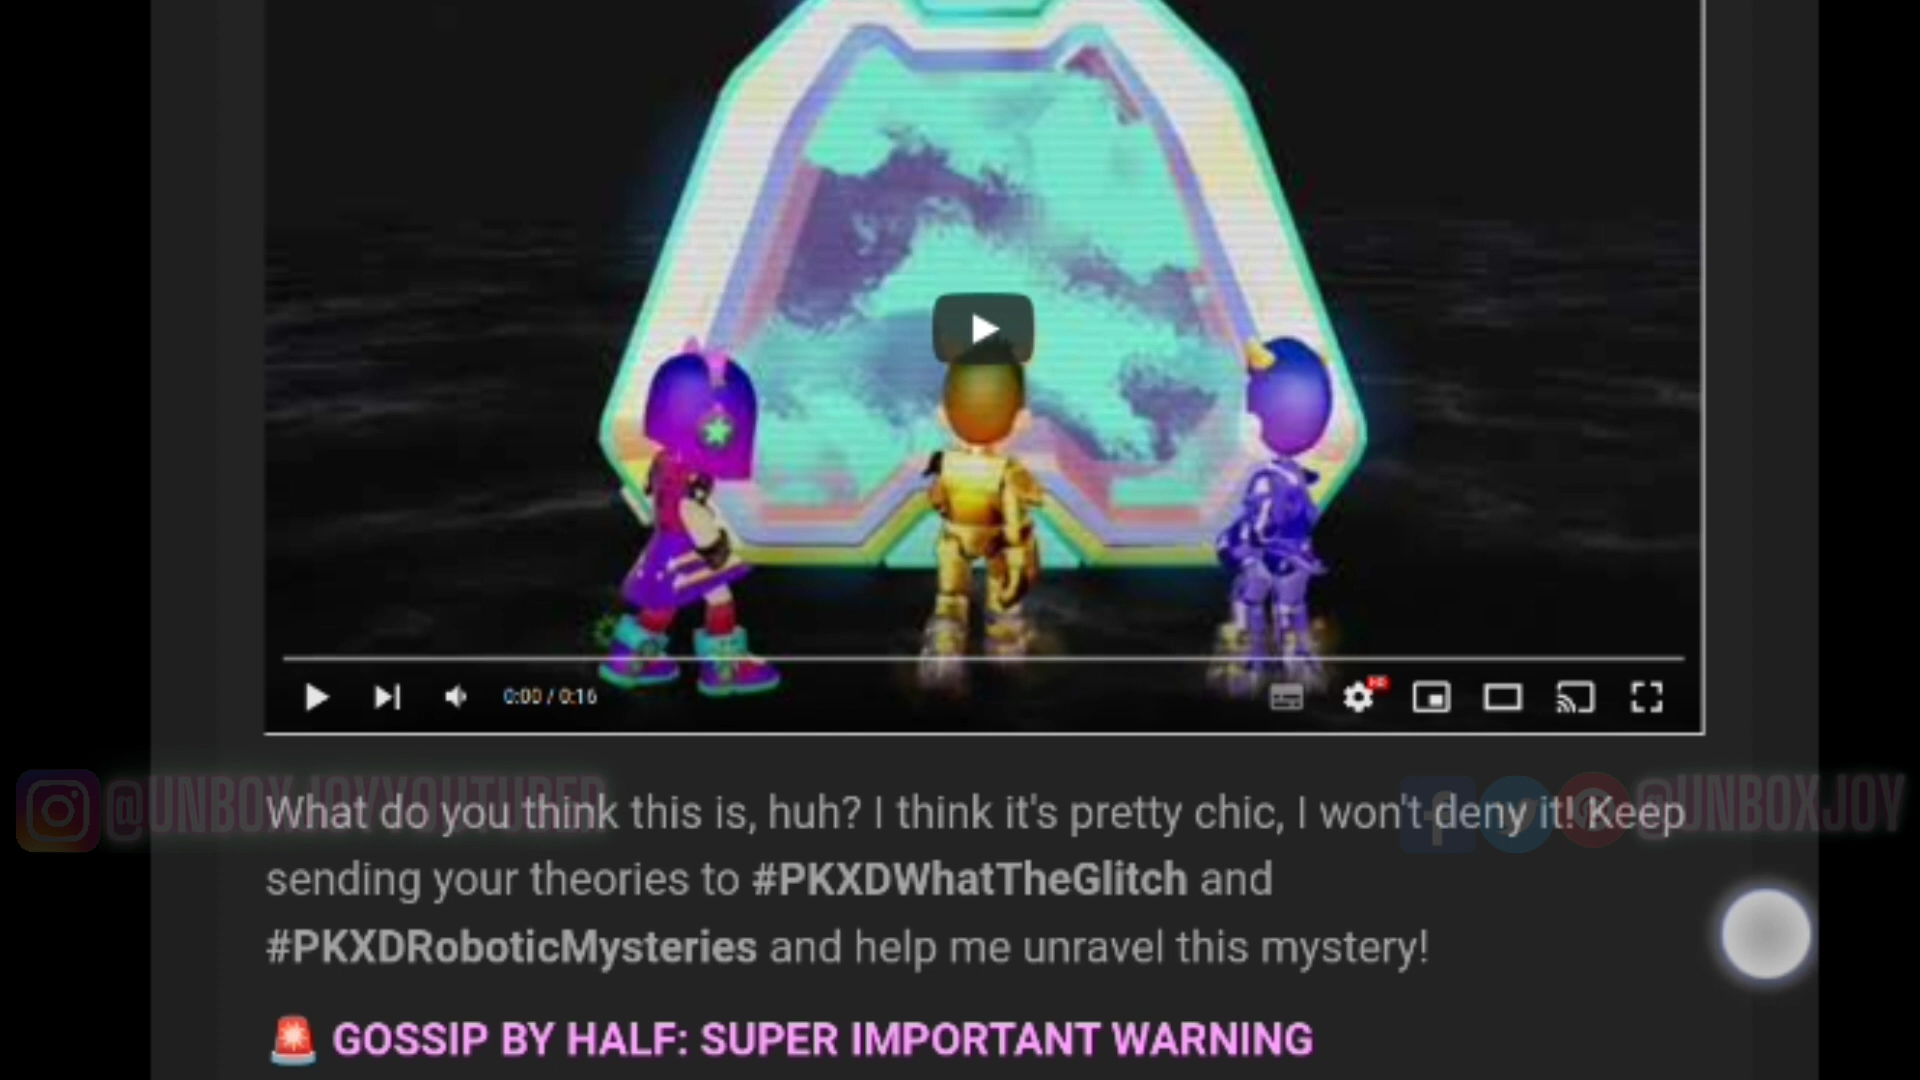 HD
0:00 / 0:16
@UNBOXJOYYOUTUBER
@UNBOXJOY
What do you think this is, huh? I think it's pretty chic, I won't deny it! Keep
sending your theories to #PKXDWhatTheGlitch and
#PKXDRoboticMysteries and help me unravel this mystery!
🚨 GOSSIP BY HALF: SUPER IMPORTANT WARNING